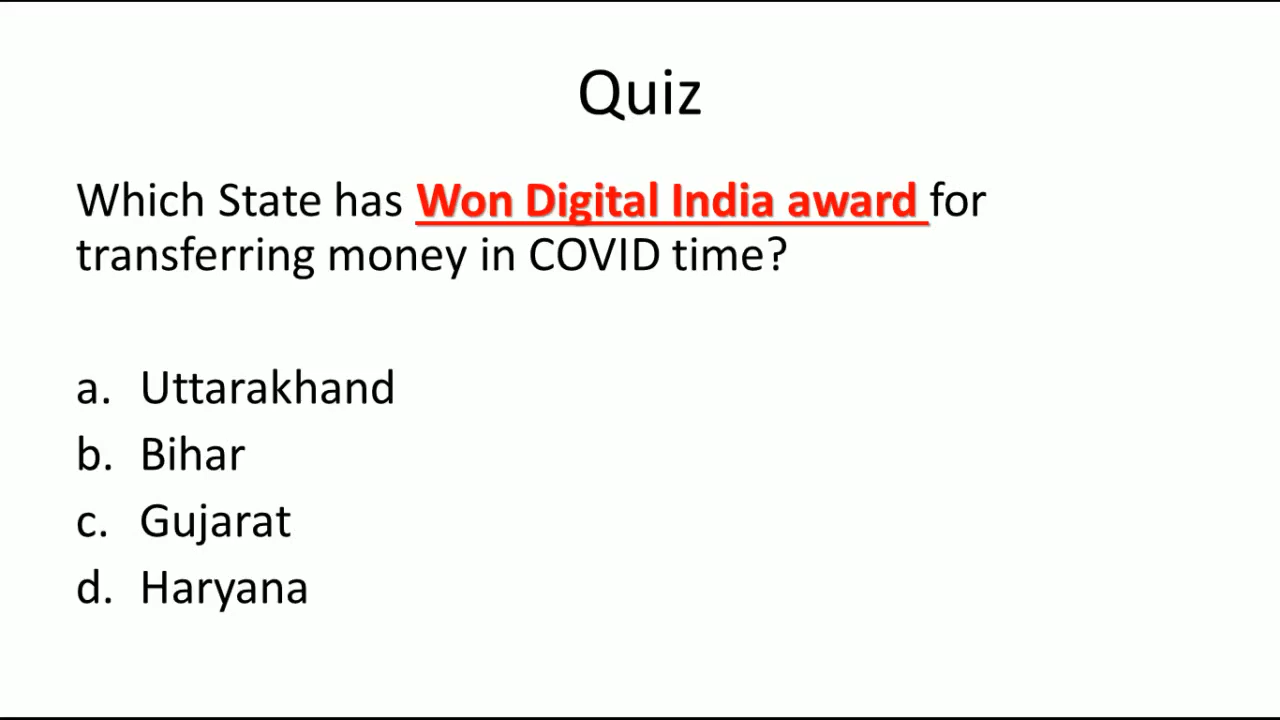 Quiz
Which State has Won Digital India award for
transferring money in COVID time?
a. Uttarakhand
b. Bihar
c. Gujarat
d. Haryana